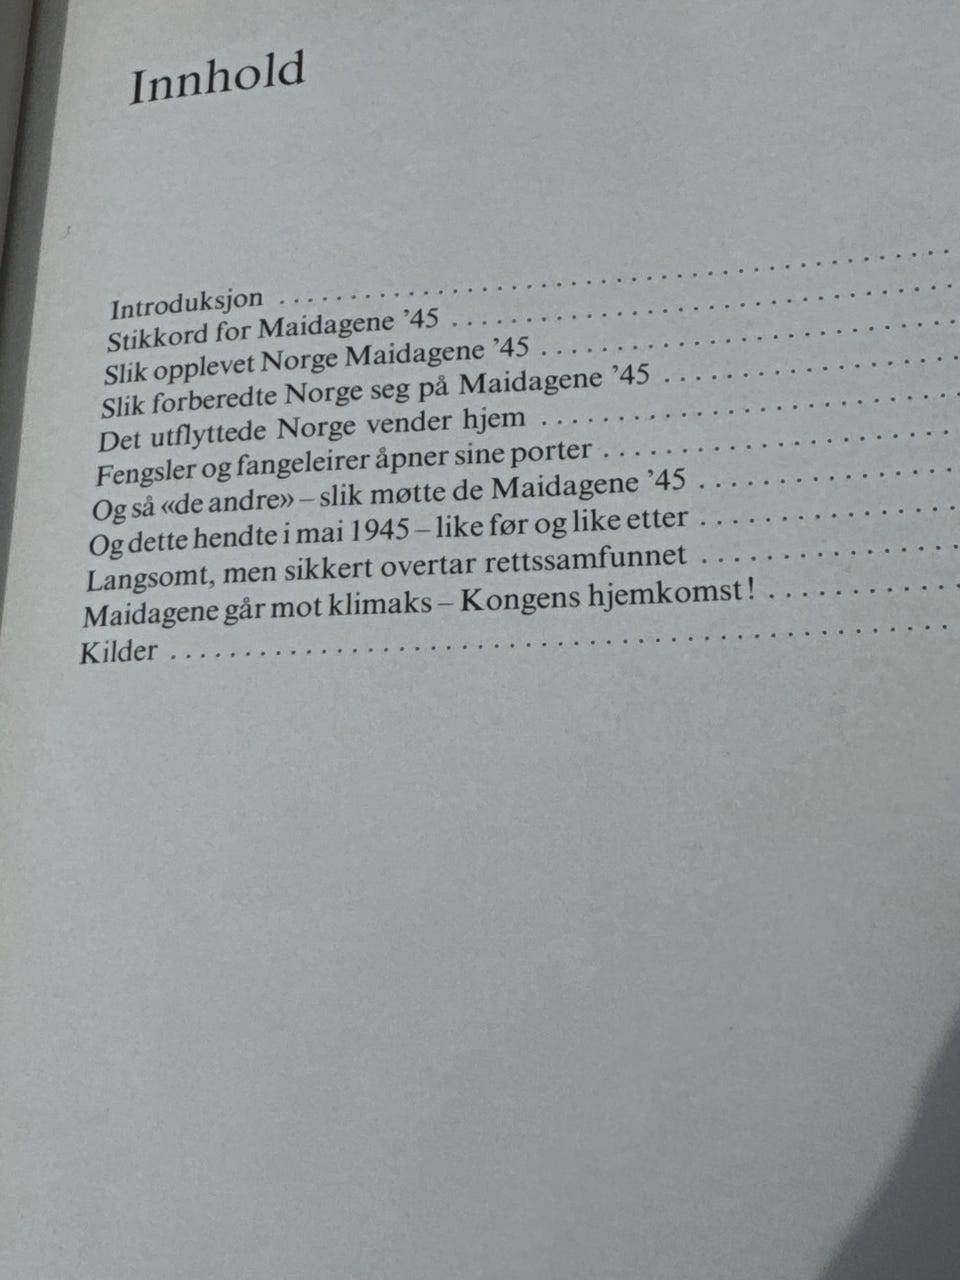 Innhold
Introduksjon . . . . . . . . . . . . . . . . . . . . . . . . . . . . . . . . . . . . . . . .
Stikkord for Maidagene ’45 . . . . . . . . . . . . . . . . . . . . . . . . . . . . . .
Slik opplevet Norge Maidagene ’45 . . . . . . . . . . . . . . . . . . . . . . . . .
Slik forberedte Norge seg på Maidagene ’45 . . . . . . . . . . . . . . . . . .
Det utflyttede Norge vender hjem . . . . . . . . . . . . . . . . . . . . . . . . .
Fengsler og fangeleirer åpner sine porter . . . . . . . . . . . . . . . . . . . . .
Og så «de andre» – slik møtte de Maidagene ’45 . . . . . . . . . . . . . . .
Og dette hendte i mai 1945 – like før og like etter . . . . . . . . . . . . . . .
Langsomt, men sikkert overtar rettssamfunnet . . . . . . . . . . . . . . . .
Maidagene går mot klimaks – Kongens hjemkomst! . . . . . . . . . . . .
Kilder . . . . . . . . . . . . . . . . . . . . . . . . . . . . . . . . . . . . . . . . . .